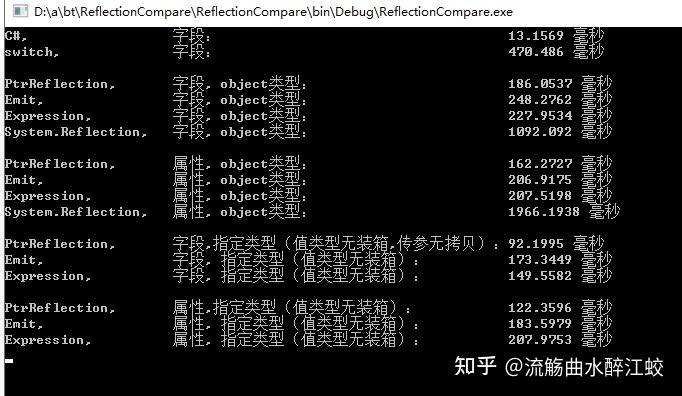 D:\a\bt\ReflectionCompare\ReflectionCompare\bin\Debug\ReflectionCompare.exe
C#, 字段: 13.1569 毫秒
switch, 字段: 470.486 毫秒
PtrReflection, 字段, object类型: 186.0537 毫秒
Emit, 字段, object类型: 248.2762 毫秒
Expression, 字段, object类型: 227.9534 毫秒
System.Reflection, 字段, object类型: 1092.092 毫秒
PtrReflection, 属性, object类型: 162.2727 毫秒
Emit, 属性, object类型: 206.9175 毫秒
Expression, 属性, object类型: 207.5198 毫秒
System.Reflection, 属性, object类型: 1966.1938 毫秒
PtrReflection, 字段,指定类型（值类型无装箱,传参无拷贝）: 92.1995 毫秒
Emit, 字段, 指定类型（值类型无装箱）: 173.3449 毫秒
Expression, 字段, 指定类型（值类型无装箱）: 149.5582 毫秒
PtrReflection, 属性,指定类型（值类型无装箱）: 122.3596 毫秒
Emit, 属性, 指定类型（值类型无装箱）: 183.5979 毫秒
Expression, 属性, 指定类型（值类型无装箱）: 207.9753 毫秒
知乎 @流觞曲水醉江蛟